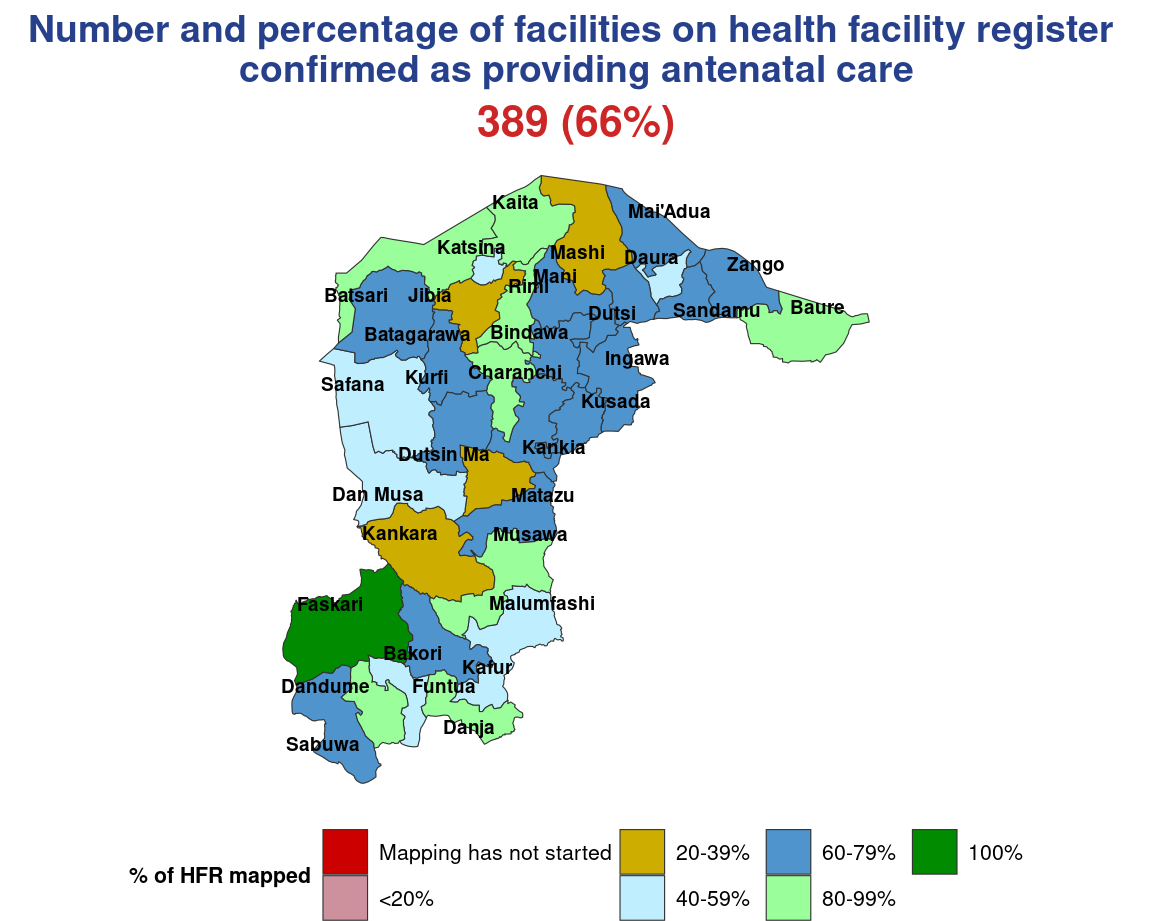 Number and percentage of facilities on health facility register
confirmed as providing antenatal care
389 (66%)
Kaita
Mai'Adua
Katsina
Mashi
Daura
Zango
Mani
Rimi
Batsari
Jibia
Baure
Dutsi
Sandamu
Batagarawa
Bindawa
Ingawa
Charanchi
Kurfi
Safana
Kusada
Kankia
Dutsin Ma
Dan Musa
Matazu
Kankara
Musawa
Faskari
Malumfashi
Bakori
Kafur
Dandume
Funtua
Danja
Sabuwa
% of HFR mapped
Mapping has not started
<20%
20-39%
40-59%
60-79%
80-99%
100%